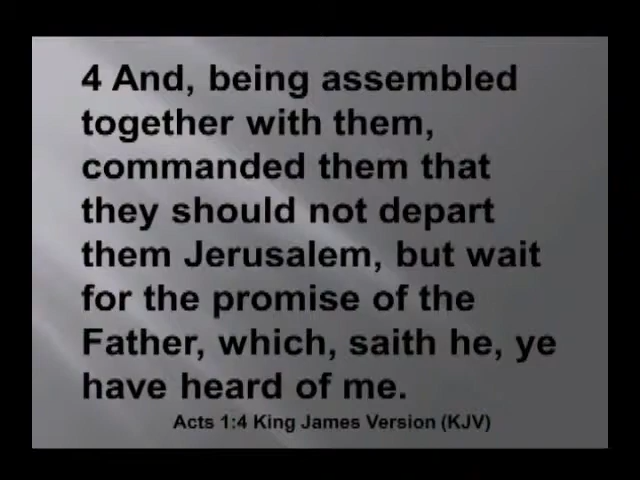 4 And, being assembled
together with them,
commanded them that
they should not depart
them Jerusalem, but wait
for the promise of the
Father, which, saith he, ye
have heard of me.
Acts 1:4 King James Version (KJV)